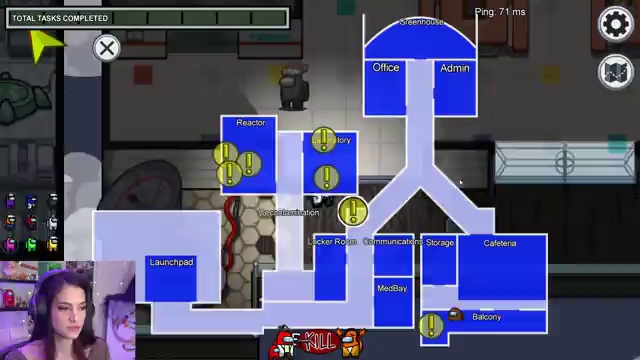 Greenhouse
Ping: 71 ms
TOTAL TASKS COMPLETED
Office
Admin
Reactor
Laboratory
Decontamination
Locker Room
Communications
Storage
Cafeteria
Launchpad
MedBay
Balcony
KILL